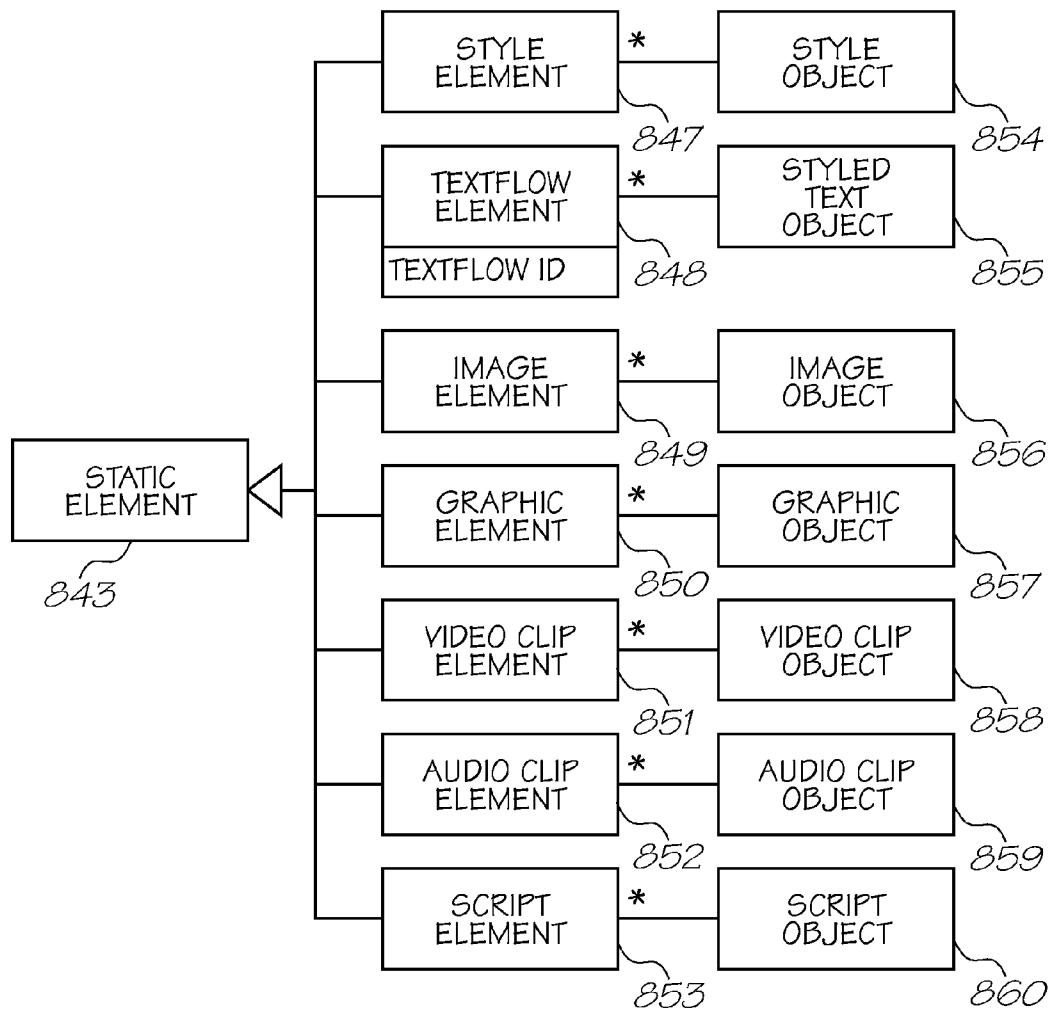 STYLE
ELEMENT
*
STYLE
OBJECT
847
854
TEXTFLOW
ELEMENT
*
STYLED
TEXT
OBJECT
TEXTFLOW ID
848
855
IMAGE
ELEMENT
*
IMAGE
OBJECT
849
856
STATIC
ELEMENT
843
GRAPHIC
ELEMENT
*
GRAPHIC
OBJECT
850
857
VIDEO CLIP
ELEMENT
*
VIDEO CLIP
OBJECT
851
858
AUDIO CLIP
ELEMENT
*
AUDIO CLIP
OBJECT
852
859
SCRIPT
ELEMENT
*
SCRIPT
OBJECT
853
860